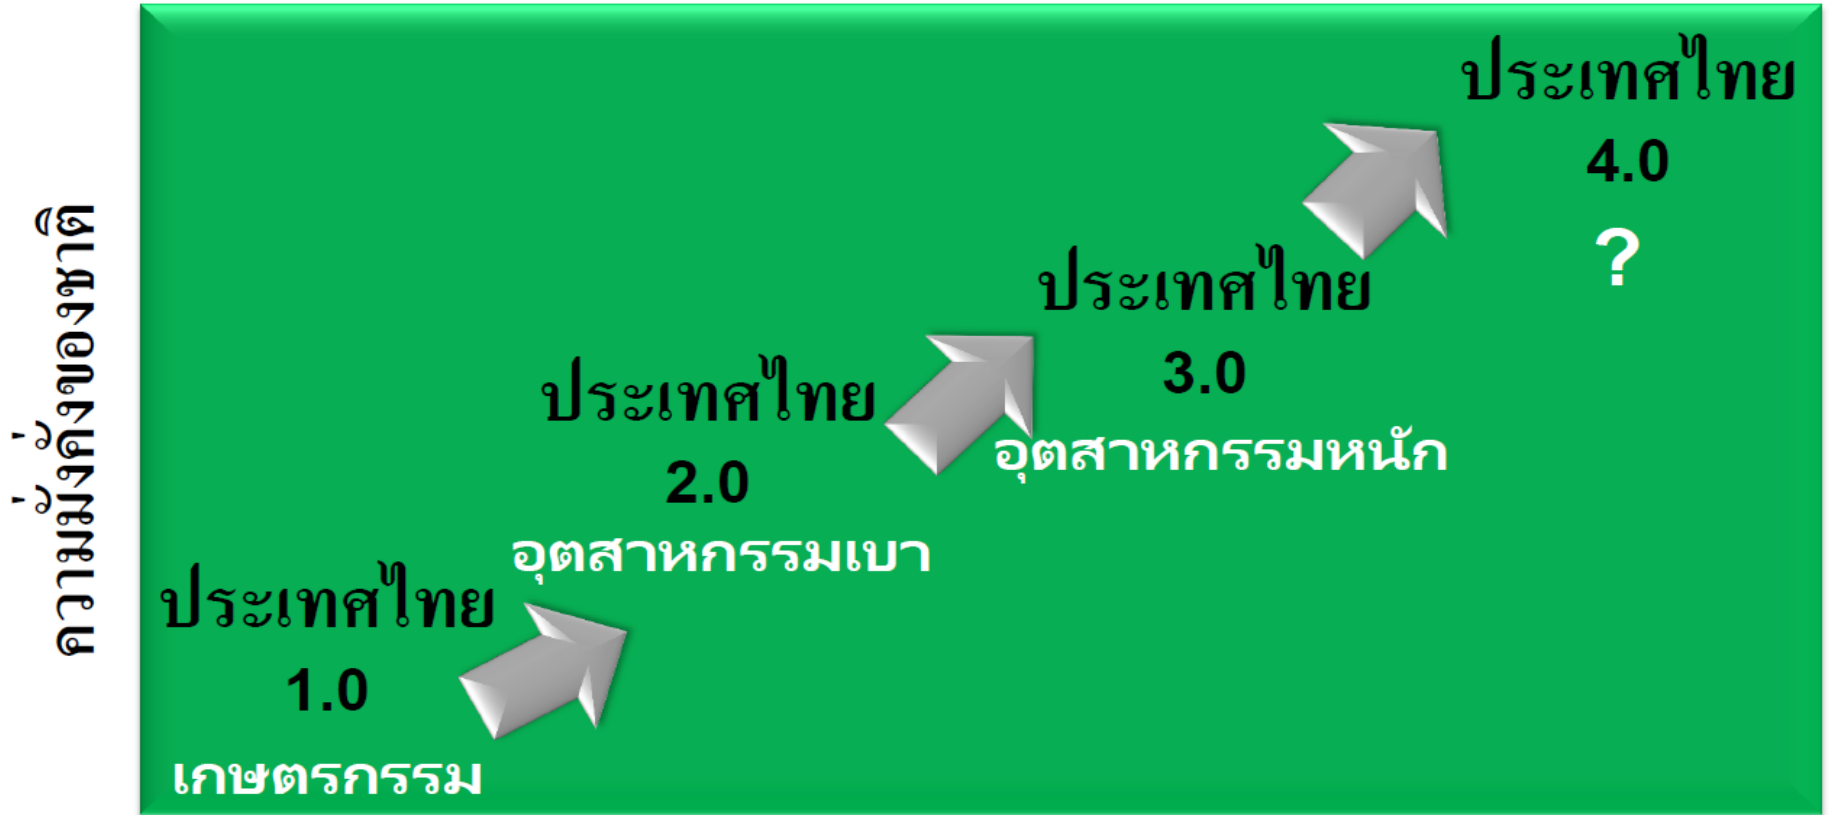 ความมั่งคั่งของชาติ
ประเทศไทย
4.0
?
ประเทศไทย
3.0
อุตสาหกรรมหนัก
ประเทศไทย
2.0
อุตสาหกรรมเบา
ประเทศไทย
1.0
เกษตรกรรม